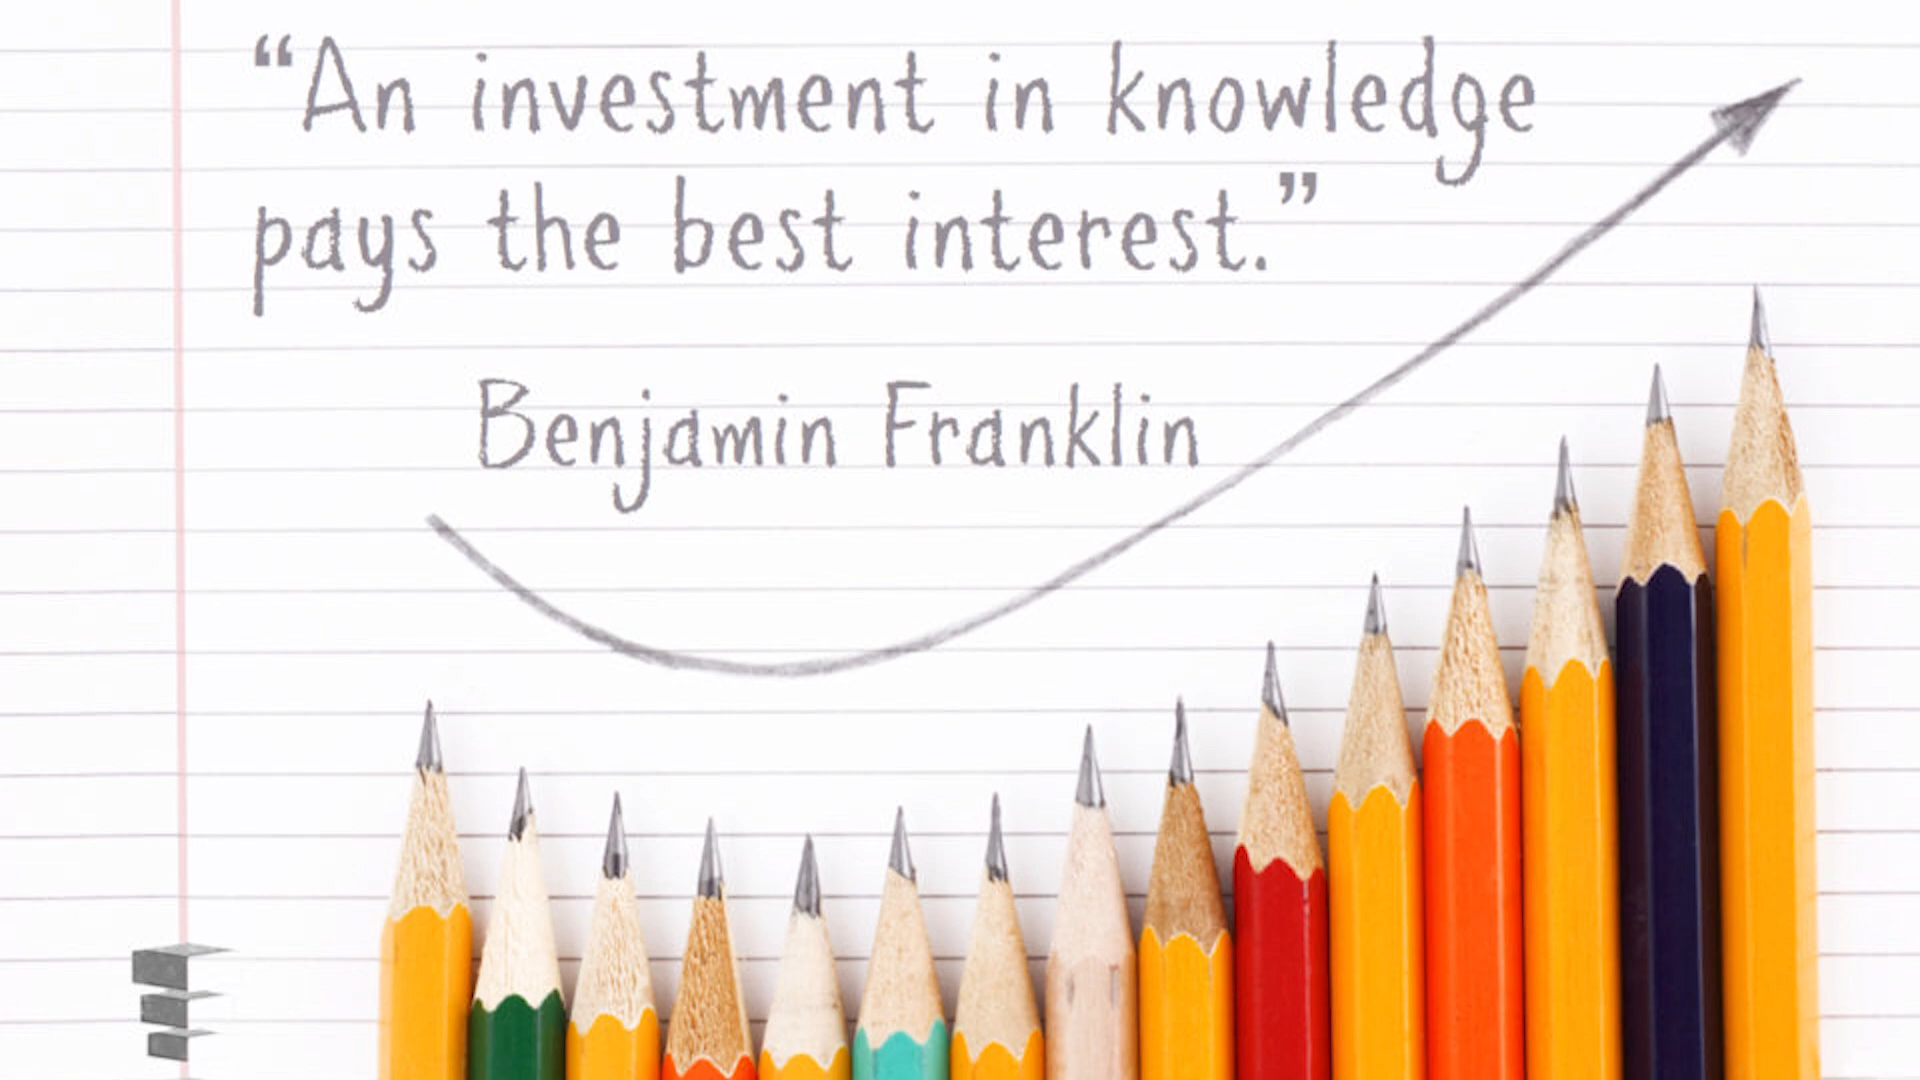 “An investment in knowledge
pays the best interest.”
Benjamin Franklin